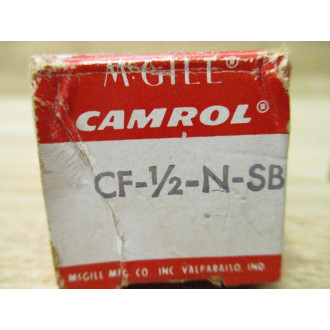 McGILL®
CAMROL®
CF-½-N-SB
McGILL MFG CO INC VALPARAISO, IND